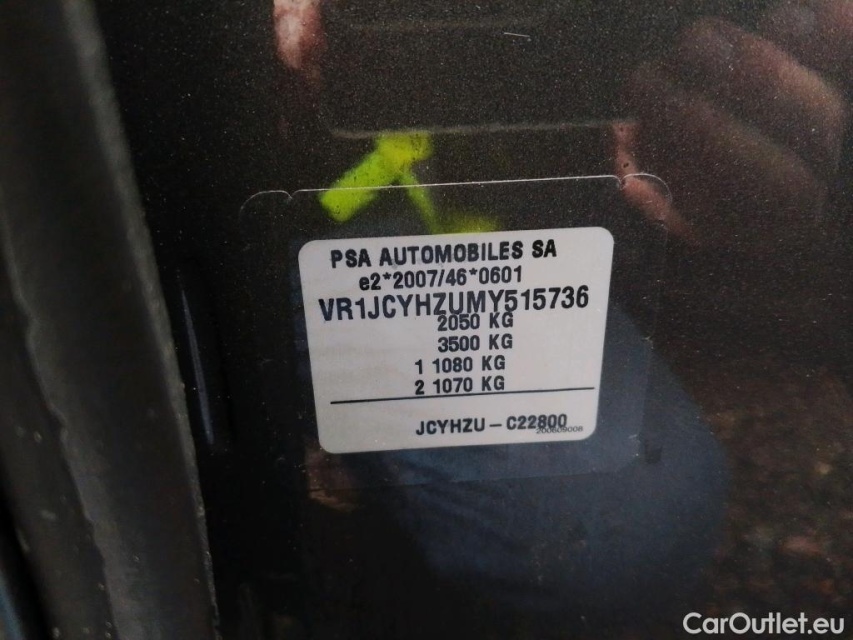 PSA AUTOMOBILES SA
e2*2007/46*0601
VR1JCYHZUMY515736
2050 KG
3500 KG
1 1080 KG
2 1070 KG
JCYHZU-C22800
CarOutlet.eu